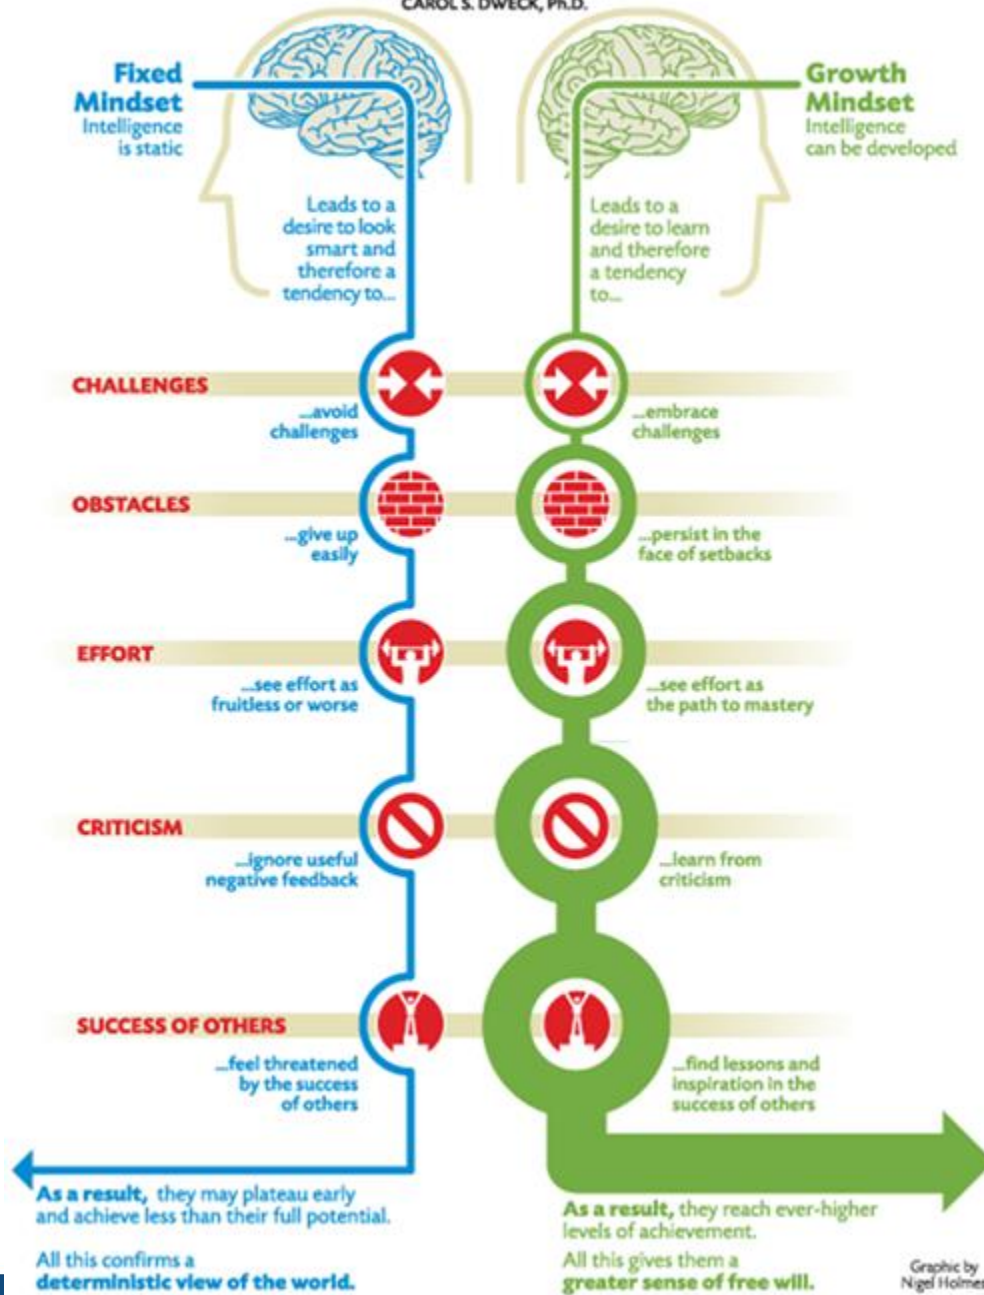 CAROL S. DWECK, Ph.D.
Fixed
Mindset
Intelligence
is static
Growth
Mindset
Intelligence
can be developed
Leads to a
desire to look
smart and
therefore a
tendency to...
Leads to a
desire to learn
and therefore
a tendency
to...
CHALLENGES
...avoid
challenges
...embrace
challenges
OBSTACLES
...give up
easily
...persist in the
face of setbacks
EFFORT
...see effort as
fruitless or worse
...see effort as
the path to mastery
CRITICISM
...ignore useful
negative feedback
...learn from
criticism
SUCCESS OF OTHERS
...feel threatened
by the success
of others
...find lessons and
inspiration in the
success of others
As a result, they may plateau early
and achieve less than their full potential.
All this confirms a
deterministic view of the world.
As a result, they reach ever-higher
levels of achievement.
All this gives them a
greater sense of free will.
Graphic by
Nigel Holmes